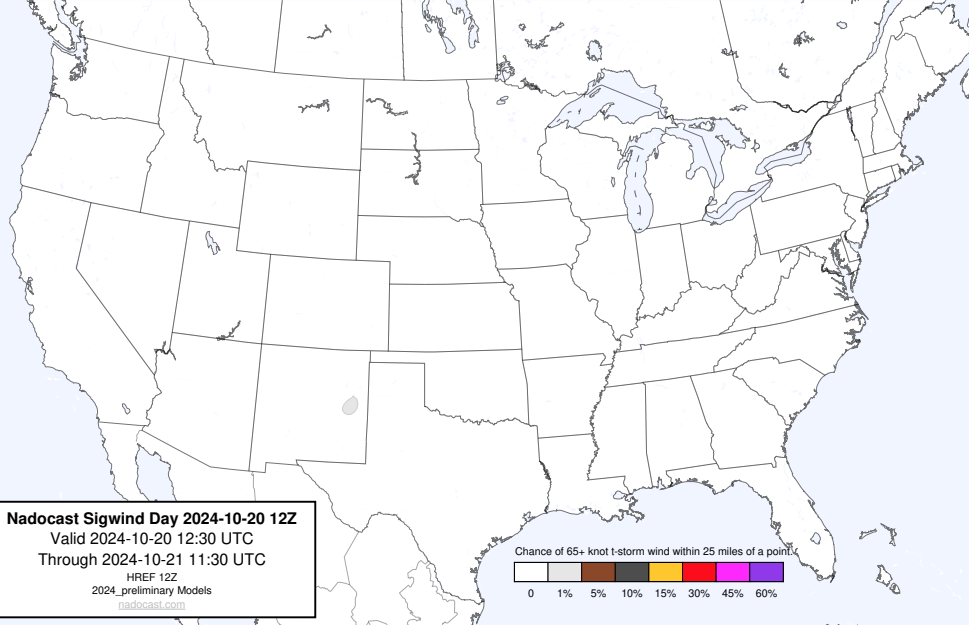 Nadocast Sigwind Day 2024-10-20 12Z
Valid 2024-10-20 12:30 UTC
Through 2024-10-21 11:30 UTC
HREF 12Z
2024_preliminary Models
nadocast.com
Chance of 65+ knot t-storm wind within 25 miles of a point.
0 1% 5% 10% 15% 30% 45% 60%